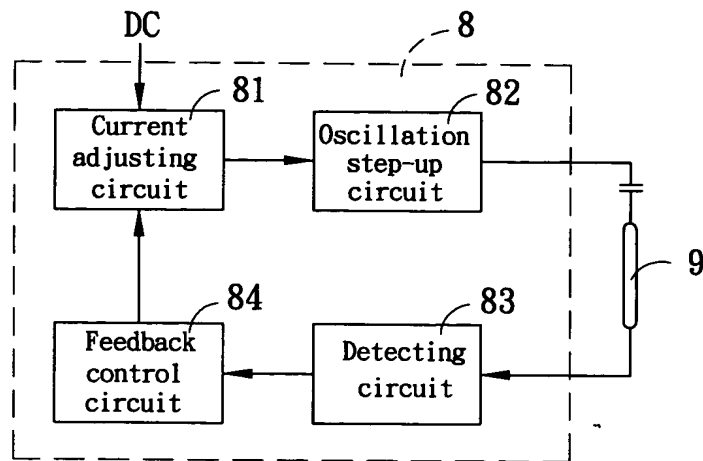 DC
8
81
Current
adjusting
circuit
82
Oscillation
step-up
circuit
9
84
Feedback
control
circuit
83
Detecting
circuit